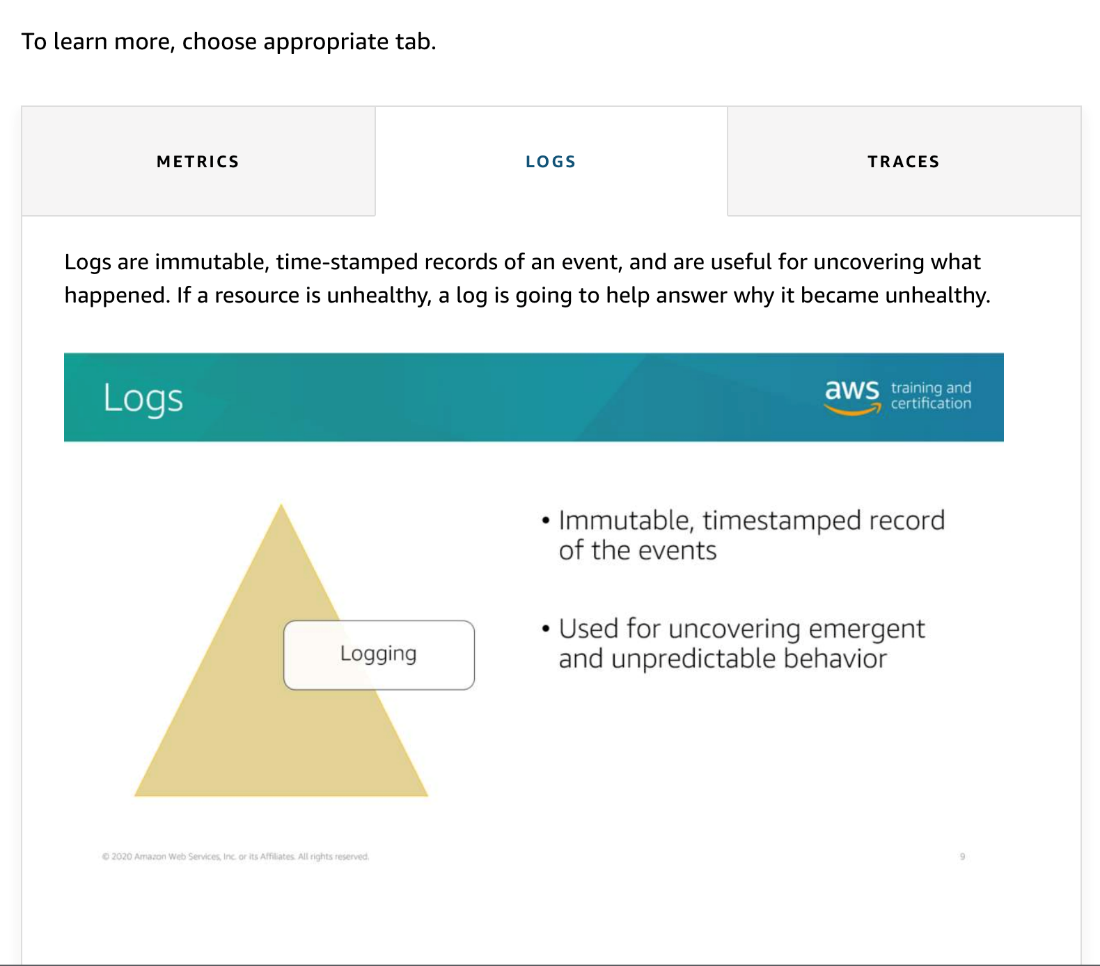 To learn more, choose appropriate tab.
METRICS
LOGS
TRACES
Logs are immutable, time-stamped records of an event, and are useful for uncovering what
happened. If a resource is unhealthy, a log is going to help answer why it became unhealthy.
Logs
aws training and
certification
• Immutable, timestamped record
of the events
Logging
• Used for uncovering emergent
and unpredictable behavior
© 2020 Amazon Web Services, Inc. or its Affiliates. All rights reserved.
9